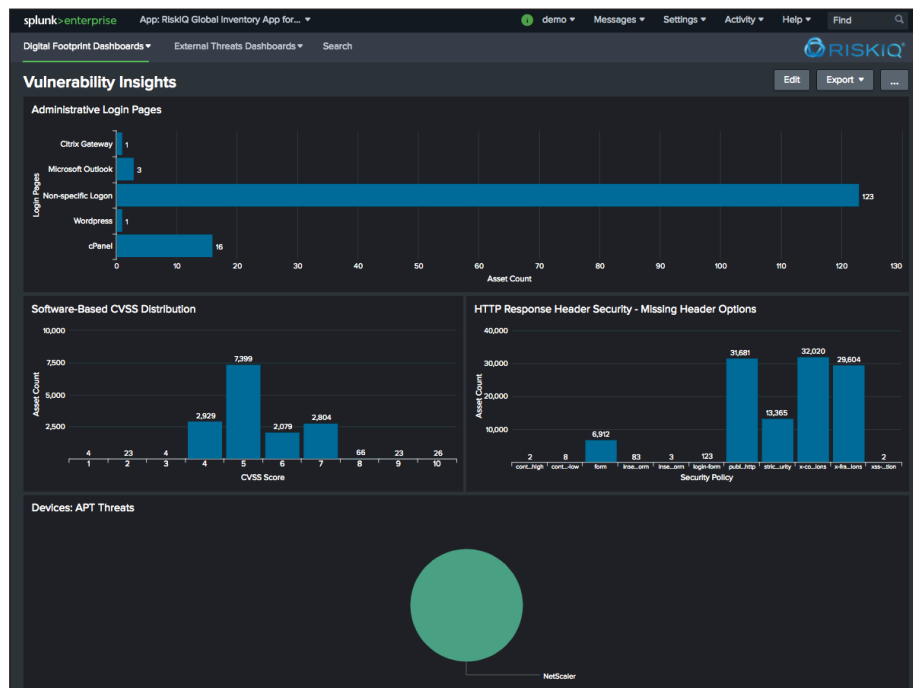 splunk>enterprise App: RiskIQ Global Inventory App for... ▾ i demo ▾ Messages ▾ Settings ▾ Activity ▾ Help ▾ Find
Digital Footprint Dashboards ▾ External Threats Dashboards ▾ Search RISKIQ
Vulnerability Insights Edit Export ▾ ...
Administrative Login Pages
Login Pages
Citrix Gateway 1
Microsoft Outlook 3
Non-specific Logon 123
Wordpress 1
cPanel 16
0 10 20 30 40 50 60 70 80 90 100 110 120 130
Asset Count
Software-Based CVSS Distribution
Asset Count
10,000
7,500
5,000
2,500
4 23 4 2,929 7,399 2,079 2,804 66 23 26
1 2 3 4 5 6 7 8 9 10
CVSS Score
HTTP Response Header Security - Missing Header Options
Asset Count
40,000
30,000
20,000
10,000
2 8 6,912 83 3 123 31,681 13,365 32,020 29,604 2
cont...high cont...-low form inse...orm inse...orm login-form publ...http stric...urity x-co...ions x-fra...ions xss-...tion
Security Policy
Devices: APT Threats
NetScaler